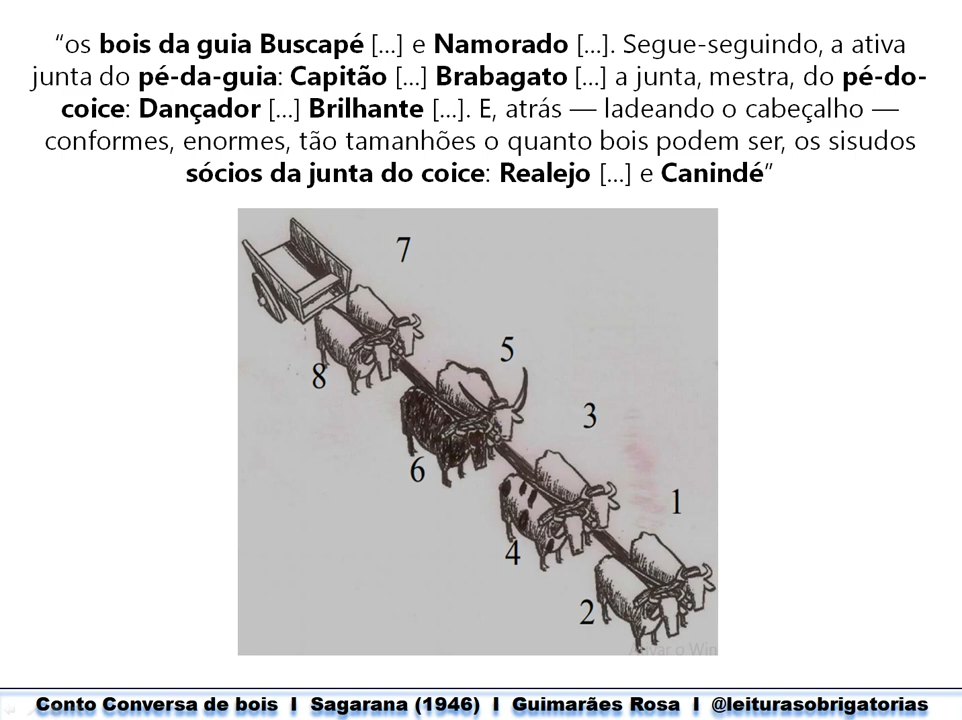 “os bois da guia Buscapé [...] e Namorado [...]. Segue-seguindo, a ativa
junta do pé-da-guia: Capitão [...] Brabagato [...] a junta, mestra, do pé-do-
coice: Dançador [...] Brilhante [...]. E, atrás — ladeando o cabeçalho —
conformes, enormes, tão tamanhões o quanto bois podem ser, os sisudos
sócios da junta do coice: Realejo [...] e Canindé”
7
5
8
3
6
1
4
2
Conto Conversa de bois I Sagarana (1946) I Guimarães Rosa I @leiturasobrigatorias